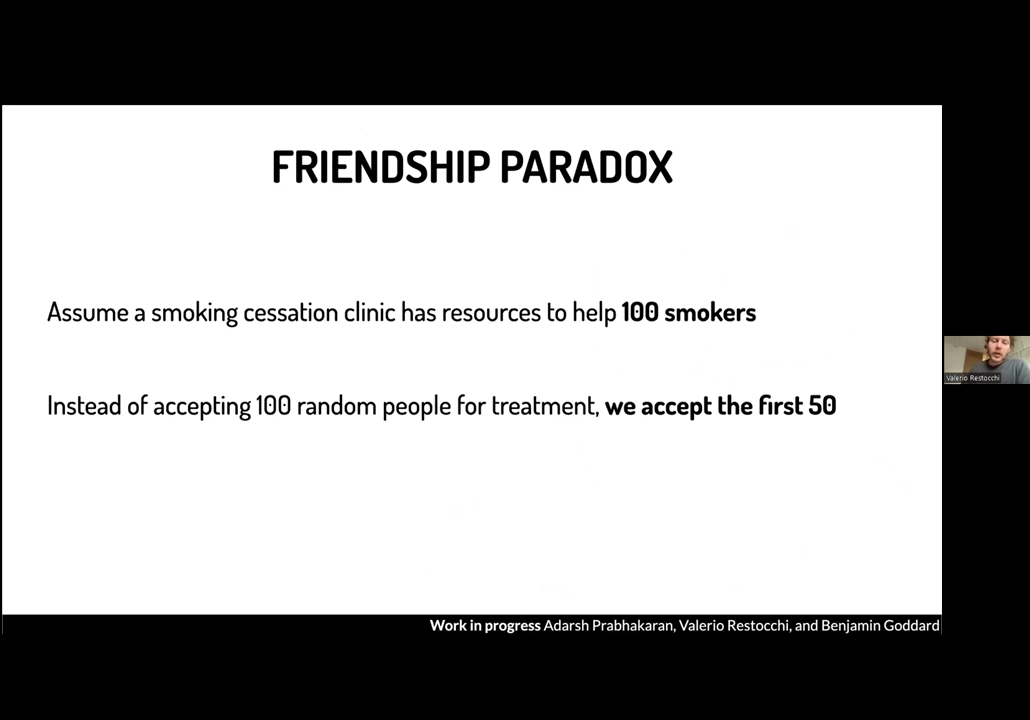 FRIENDSHIP PARADOX
Assume a smoking cessation clinic has resources to help 100 smokers
Instead of accepting 100 random people for treatment, we accept the first 50
Valerio Restocchi
Work in progress Adarsh Prabhakaran, Valerio Restocchi, and Benjamin Goddard